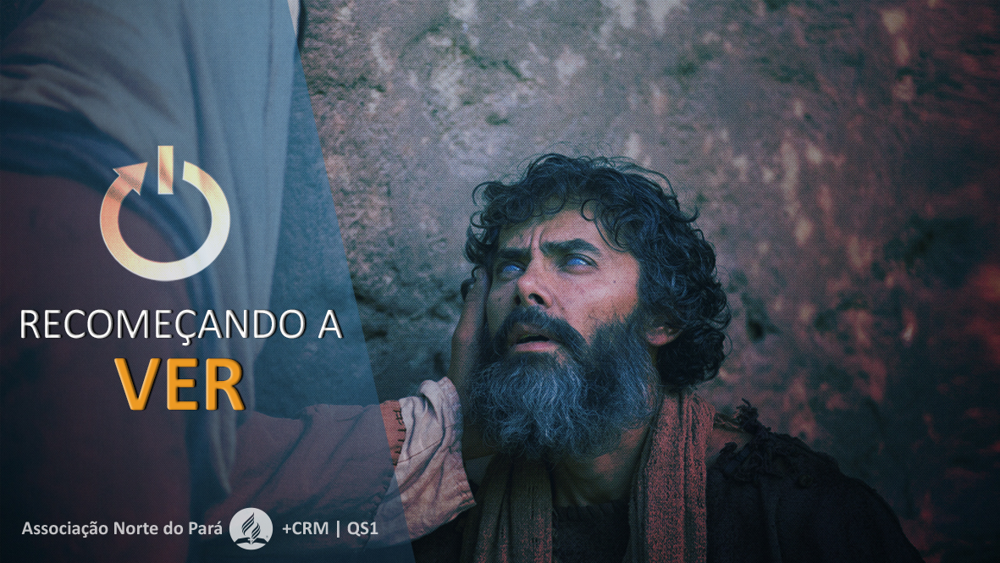 RECOMEÇANDO A
VER
Associação Norte do Pará +CRM | QS1